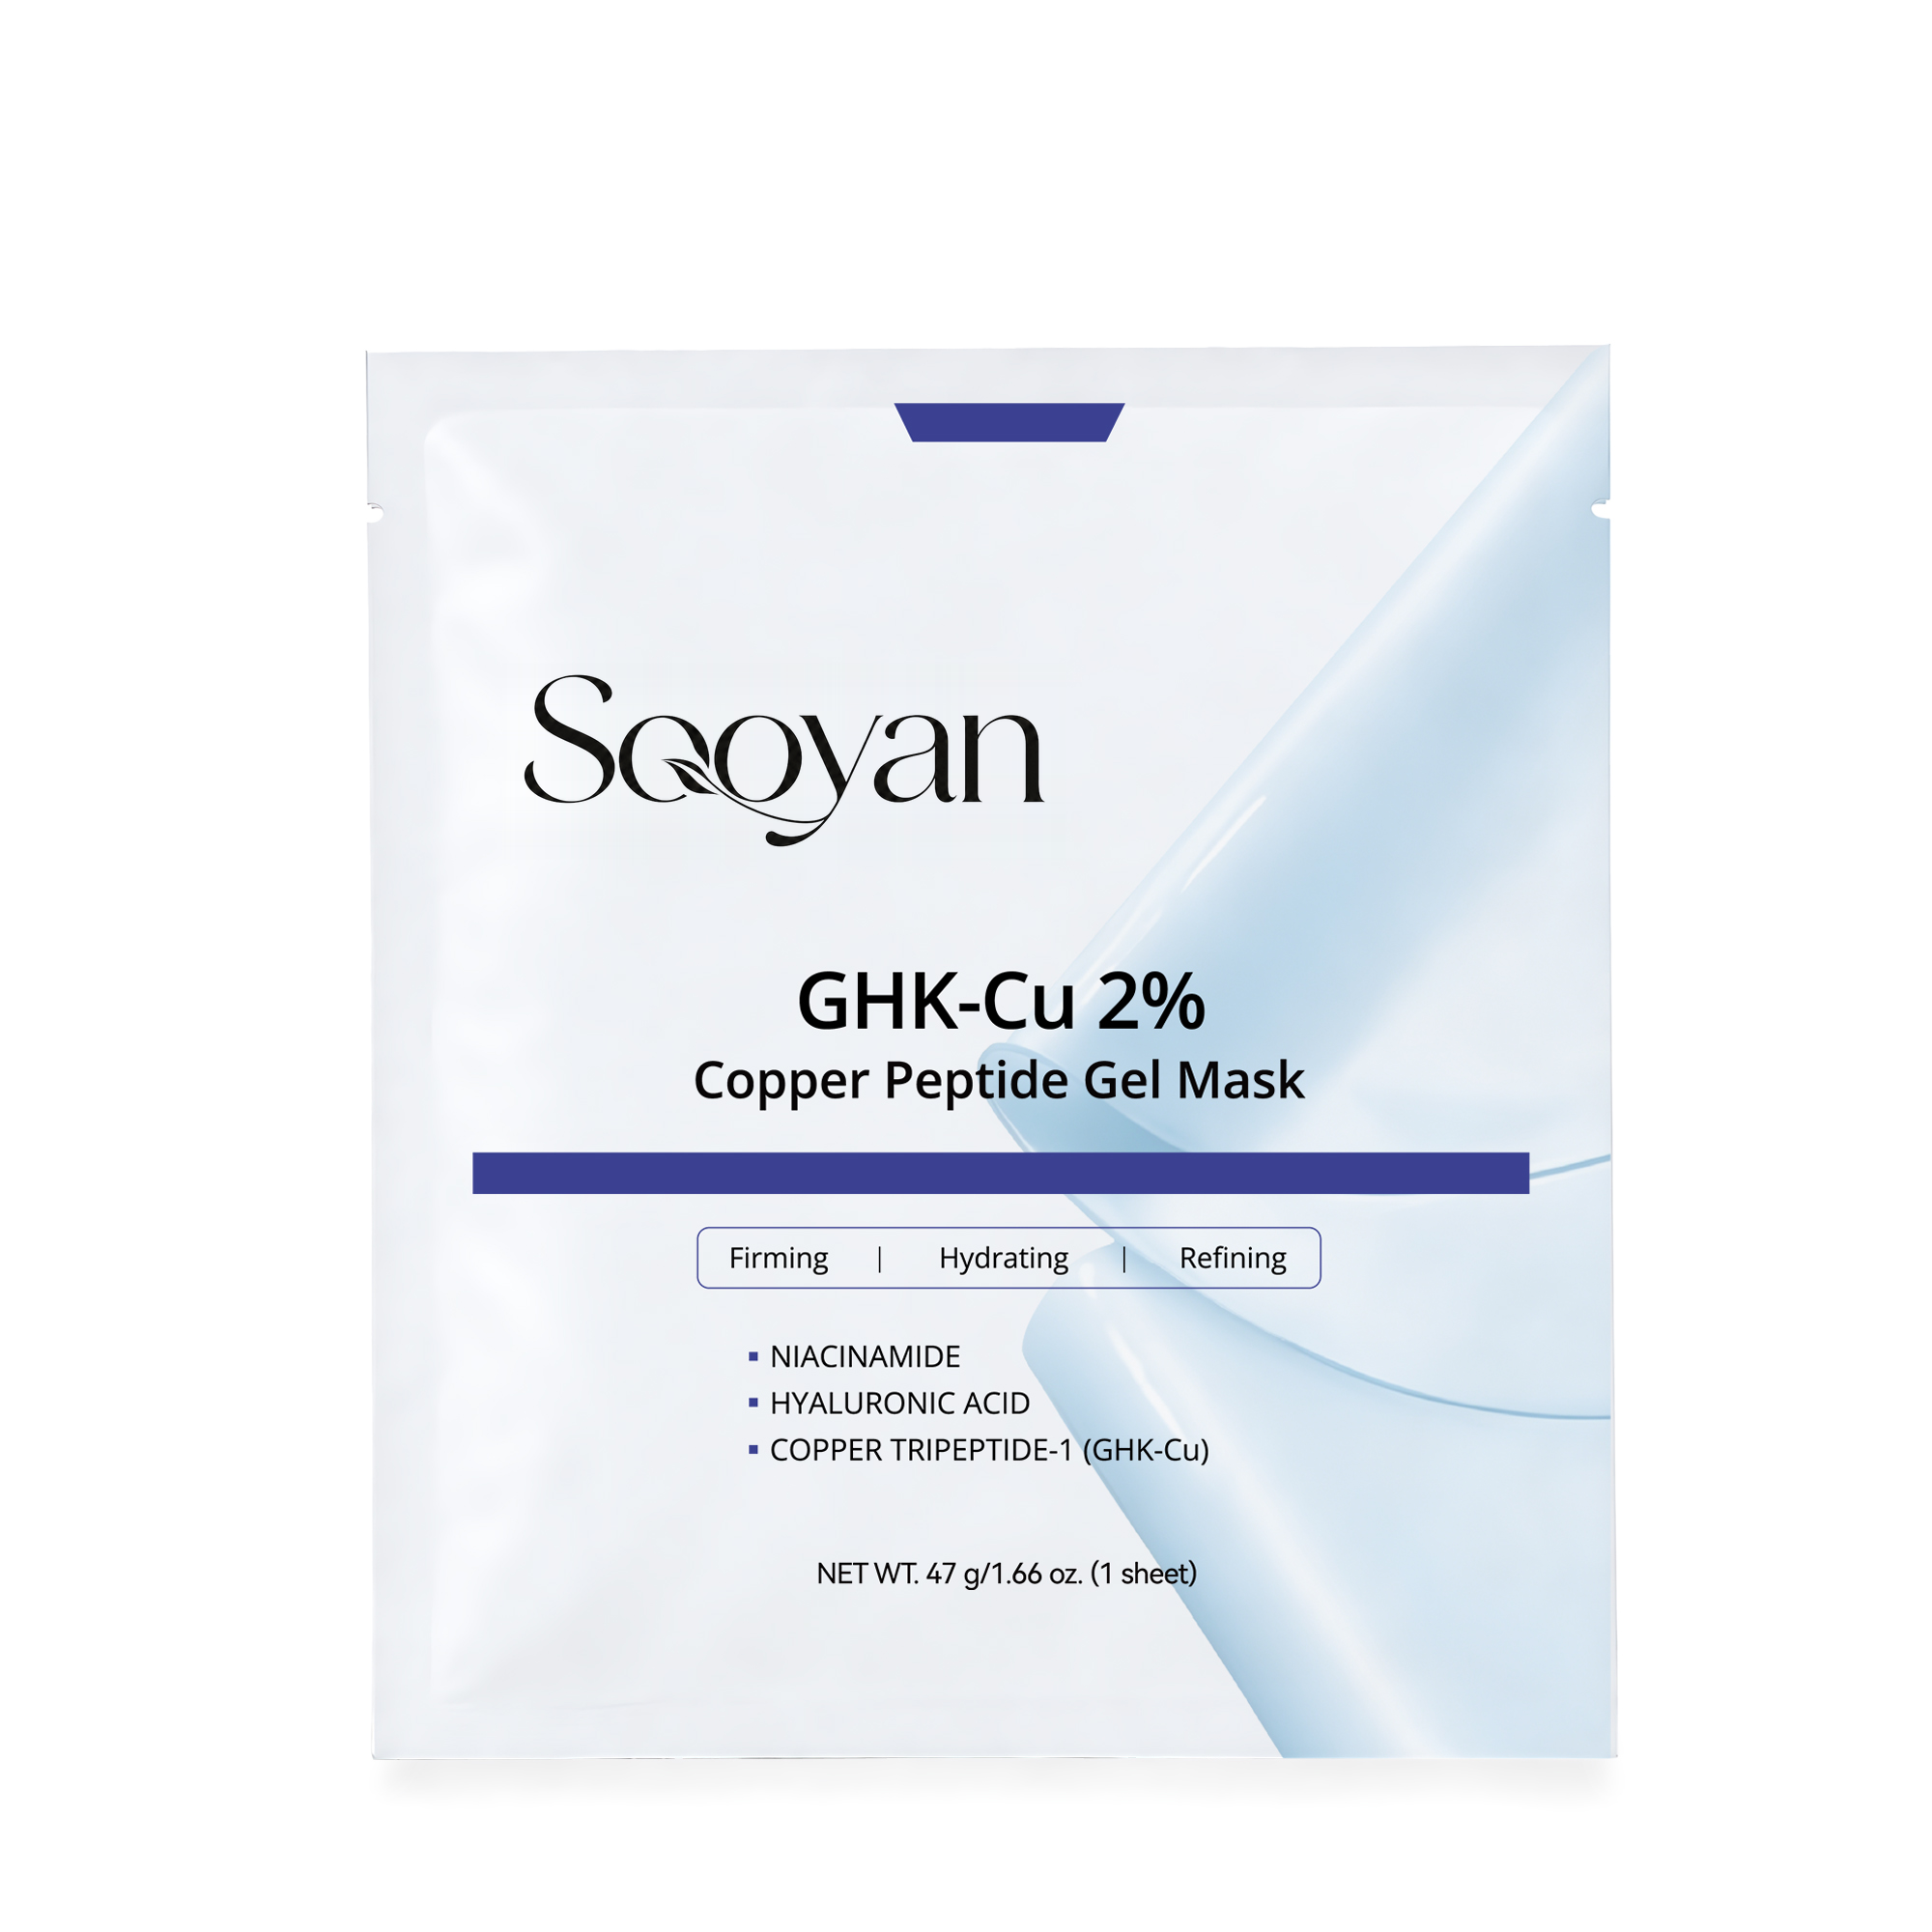 Seoyan
GHK-Cu 2%
Copper Peptide Gel Mask
Firming | Hydrating | Refining
▪ NIACINAMIDE
▪ HYALURONIC ACID
▪ COPPER TRIPEPTIDE-1 (GHK-Cu)
NET WT. 47 g/1.66 oz. (1 sheet)